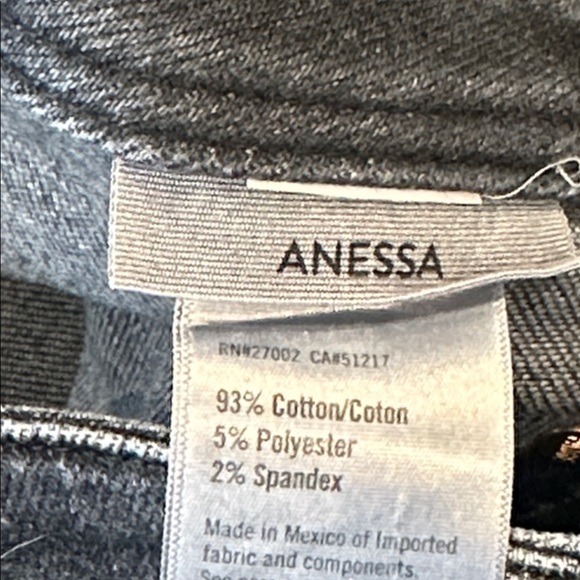 ANESSA
RN#27002 CA#51217
93% Cotton/Coton
5% Polyester
2% Spandex
Made in Mexico of Imported
fabric and components.
See